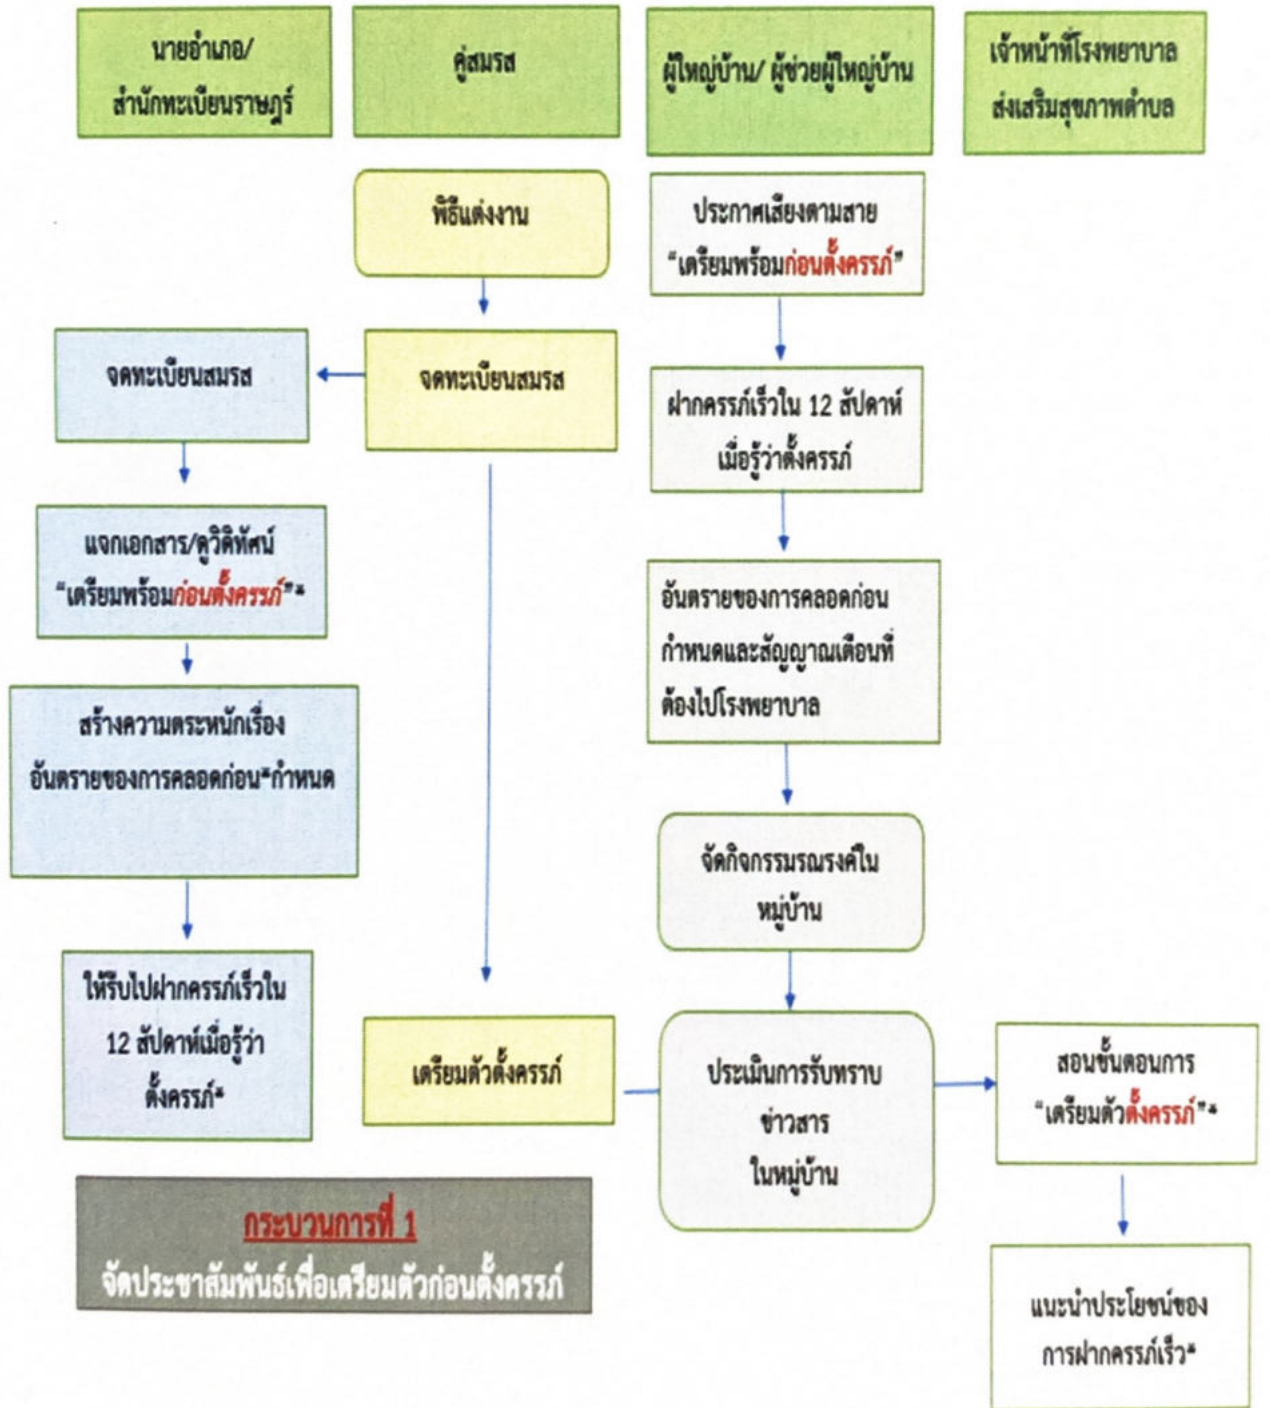 นายอำเภอ/
สำนักทะเบียนราษฎร์
คู่สมรส
ผู้ใหญ่บ้าน/ ผู้ช่วยผู้ใหญ่บ้าน
เจ้าหน้าที่โรงพยาบาล
ส่งเสริมสุขภาพตำบล
พิธีแต่งงาน
ประกาศเสียงตามสาย
“เตรียมพร้อมก่อนตั้งครรภ์”
จดทะเบียนสมรส
จดทะเบียนสมรส
ฝากครรภ์เร็วใน 12 สัปดาห์
เมื่อรู้ว่าตั้งครรภ์
แจกเอกสาร/ดูวิดิทัศน์
“เตรียมพร้อมก่อนตั้งครรภ์”*
อันตรายของการคลอดก่อน
กำหนดและสัญญาณเตือนที่
ต้องไปโรงพยาบาล
สร้างความตระหนักเรื่อง
อันตรายของการคลอดก่อน*กำหนด
จัดกิจกรรมรณรงค์ใน
หมู่บ้าน
ให้รีบไปฝากครรภ์เร็วใน
12 สัปดาห์เมื่อรู้ว่า
ตั้งครรภ์*
เตรียมตัวตั้งครรภ์
ประเมินการรับทราบ
ข่าวสาร
ในหมู่บ้าน
สอนขั้นตอนการ
“เตรียมตัวตั้งครรภ์”*
กระบวนการที่ 1
จัดประชาสัมพันธ์เพื่อเตรียมตัวก่อนตั้งครรภ์
แนะนำประโยชน์ของ
การฝากครรภ์เร็ว*